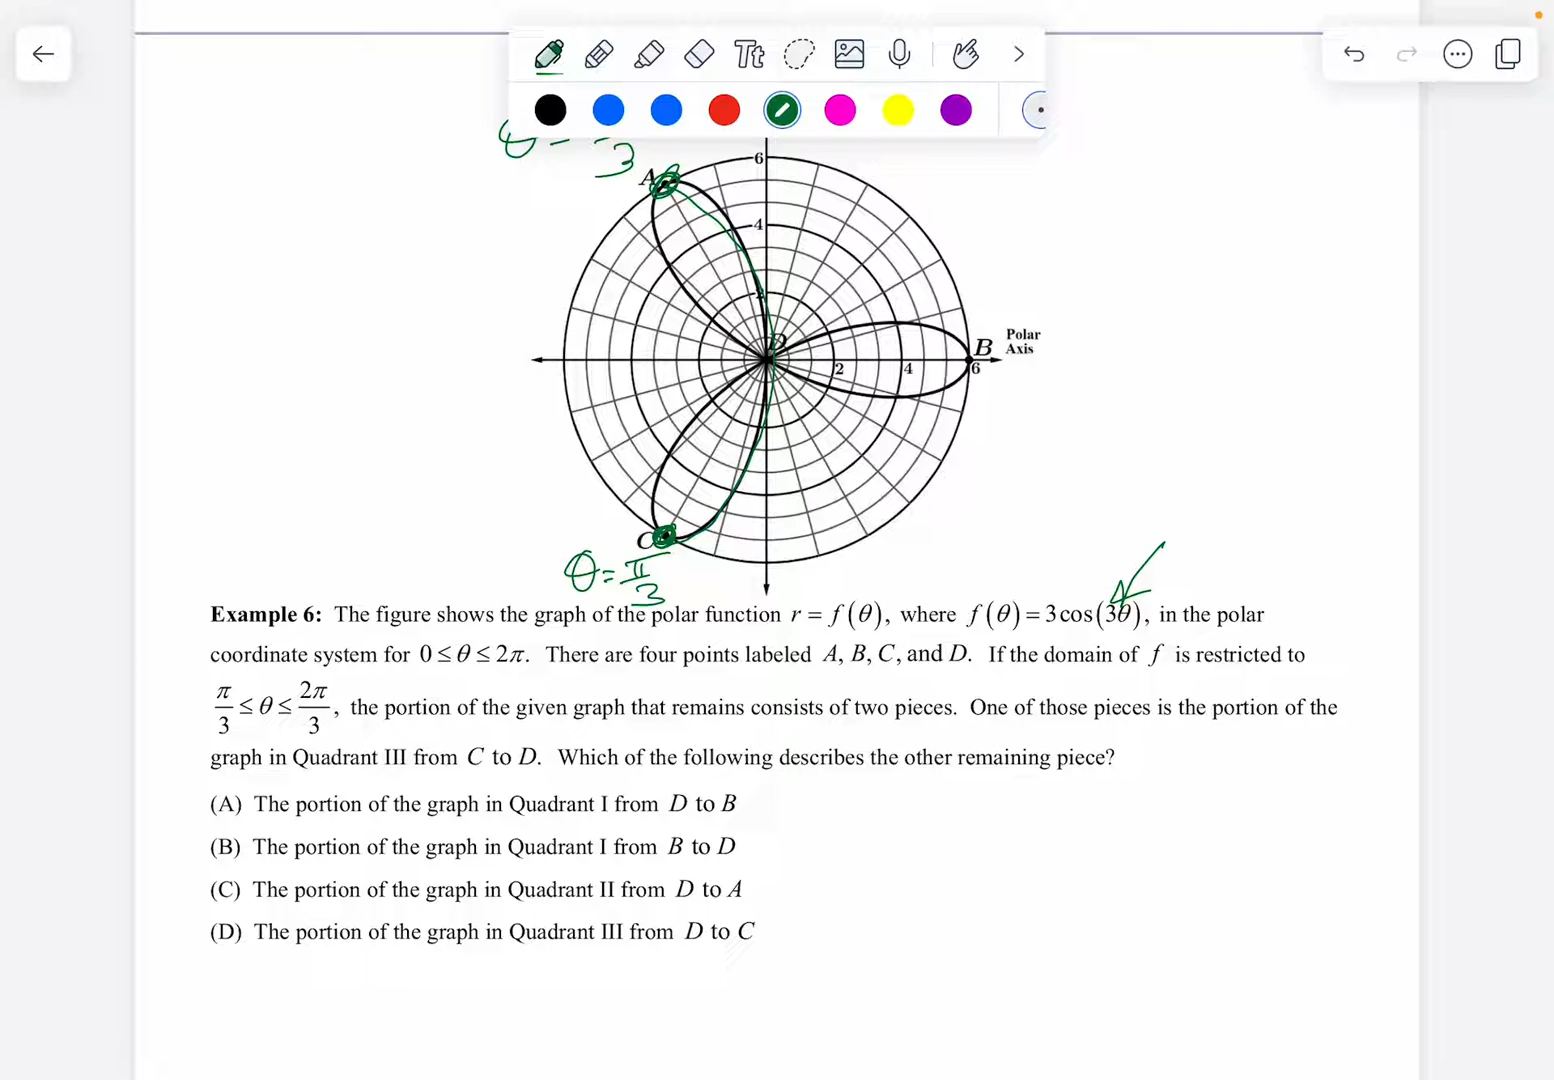 Tt
θ = 3
A
6
4
2
D
B
Polar
Axis
2
4
6
C
θ = π/3
Example 6: The figure shows the graph of the polar function r = f(θ), where f(θ) = 3cos(3θ), in the polar
coordinate system for 0 ≤ θ ≤ 2π. There are four points labeled A, B, C, and D. If the domain of f is restricted to
π/3 ≤ θ ≤ 2π/3, the portion of the given graph that remains consists of two pieces. One of those pieces is the portion of the
graph in Quadrant III from C to D. Which of the following describes the other remaining piece?
(A) The portion of the graph in Quadrant I from D to B
(B) The portion of the graph in Quadrant I from B to D
(C) The portion of the graph in Quadrant II from D to A
(D) The portion of the graph in Quadrant III from D to C